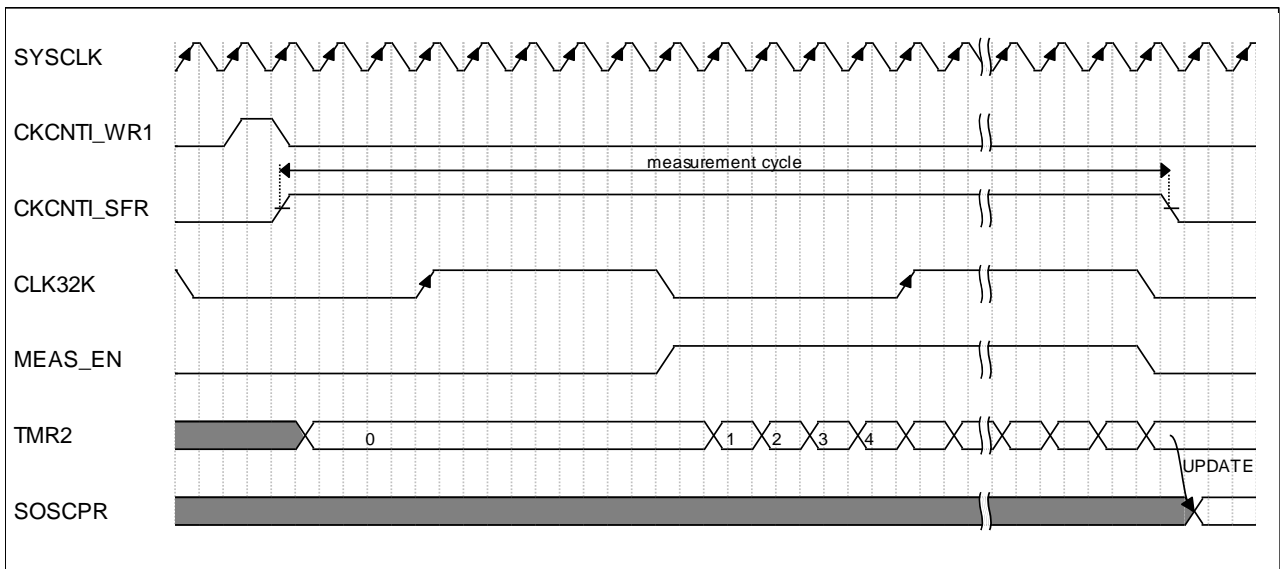 SYSCLK
CKCNTI_WR1
measurement cycle
CKCNTI_SFR
CLK32K
MEAS_EN
TMR2
0 1 2 3 4
UPDATE
SOSCPR